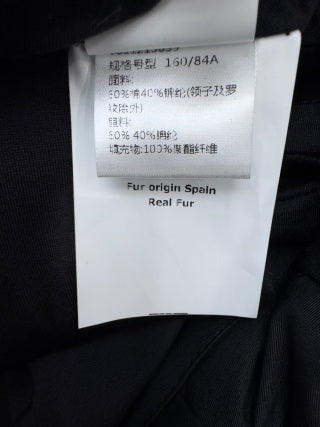 规格号型 160/84A
面料:
60%棉40%锦纶(领子及罗
纹除外)
里料:
60% 40%锦纶
填充物:100%聚酯纤维
Fur origin Spain
Real Fur